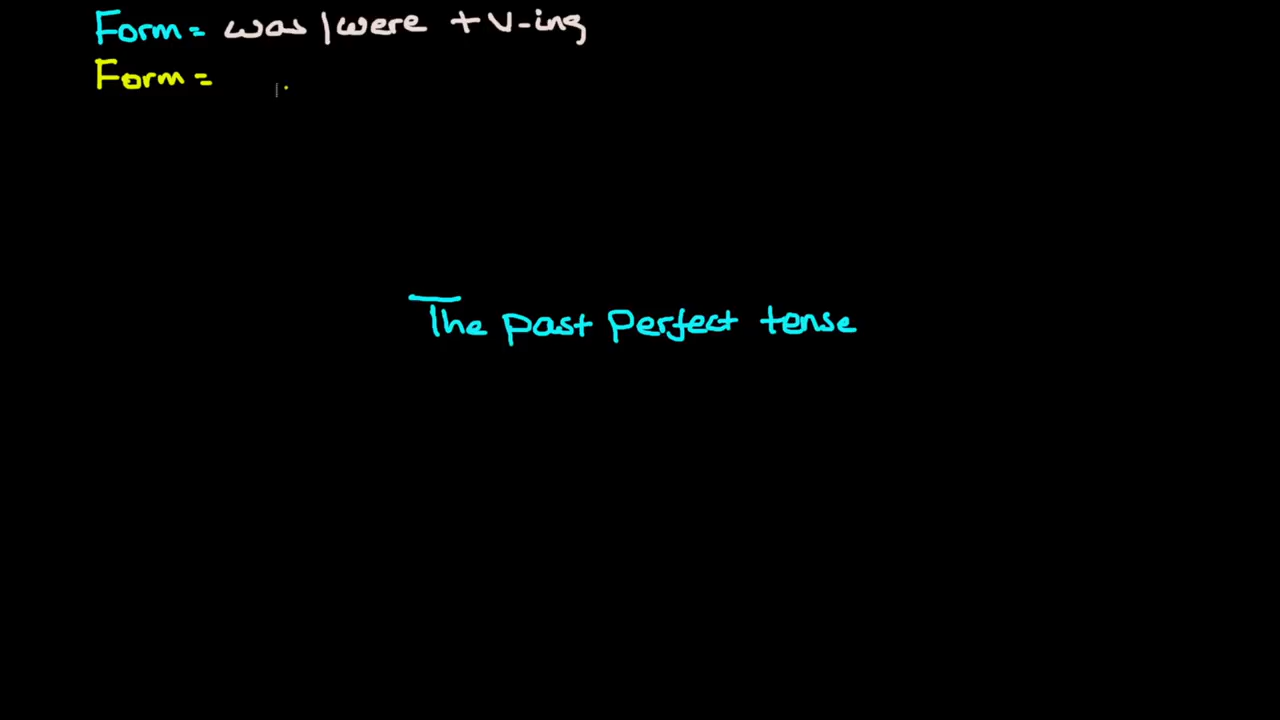 Form = was / were + v-ing
Form =
The past perfect tense